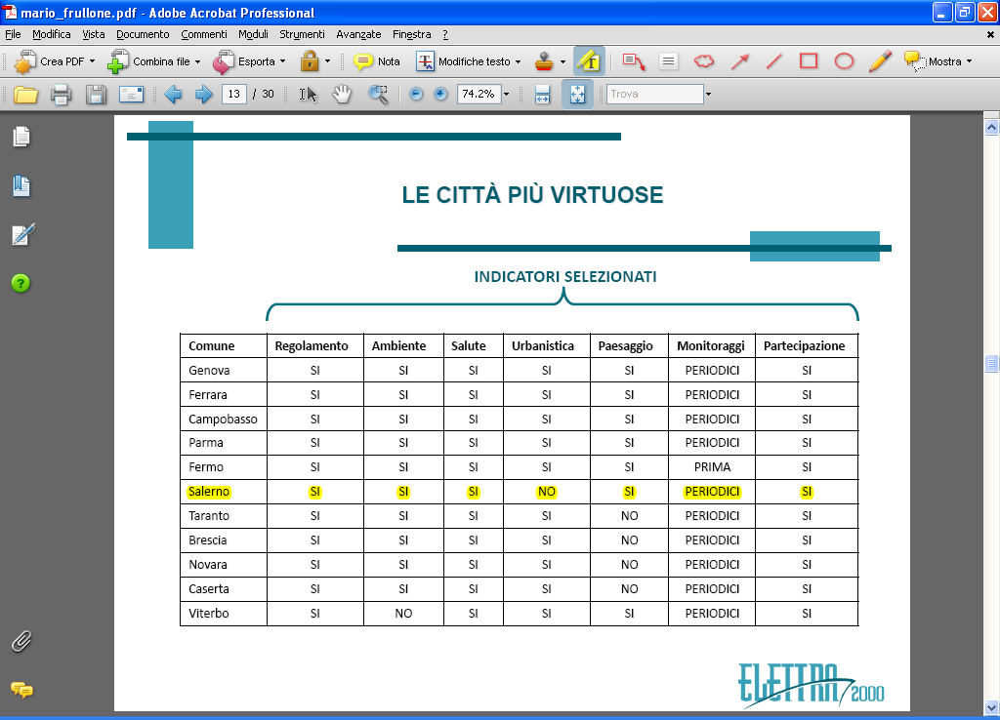 mario_frullone.pdf - Adobe Acrobat Professional
File Modifica Vista Documento Commenti Moduli Strumenti Avanzate Finestra ?
Crea PDF Combina file Esporta Nota Modifiche testo Mostra
13 / 30 74.2% Trova
LE CITTÀ PIÙ VIRTUOSE
INDICATORI SELEZIONATI
Comune Regolamento Ambiente Salute Urbanistica Paesaggio Monitoraggi Partecipazione
Genova SI SI SI SI SI PERIODICI SI
Ferrara SI SI SI SI SI PERIODICI SI
Campobasso SI SI SI SI SI PERIODICI SI
Parma SI SI SI SI SI PERIODICI SI
Fermo SI SI SI SI SI PRIMA SI
Salerno SI SI SI NO SI PERIODICI SI
Taranto SI SI SI SI NO PERIODICI SI
Brescia SI SI SI SI NO PERIODICI SI
Novara SI SI SI SI NO PERIODICI SI
Caserta SI SI SI SI NO PERIODICI SI
Viterbo SI NO SI SI SI PERIODICI SI
ELETTRA 2000